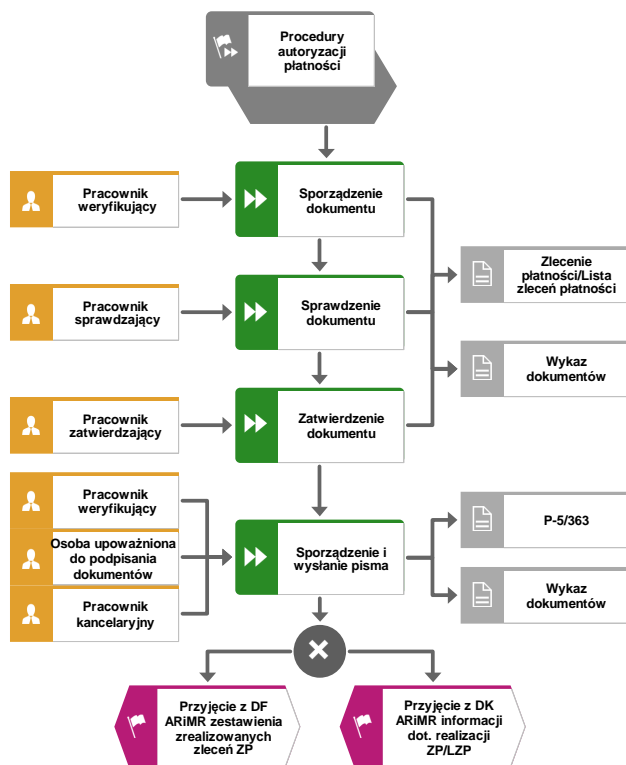 Procedury
autoryzacji
płatności
Pracownik
weryfikujący
Sporządzenie
dokumentu
Zlecenie
płatności/Lista
zleceń płatności
Pracownik
sprawdzający
Sprawdzenie
dokumentu
Wykaz
dokumentów
Pracownik
zatwierdzający
Zatwierdzenie
dokumentu
Pracownik
weryfikujący
P-5/363
Osoba upoważniona
do podpisania
dokumentów
Sporządzenie i
wysłanie pisma
Pracownik
kancelaryjny
Wykaz
dokumentów
Przyjęcie z DF
ARiMR zestawienia
zrealizowanych
zleceń ZP
Przyjęcie z DK
ARiMR informacji
dot. realizacji
ZP/LZP